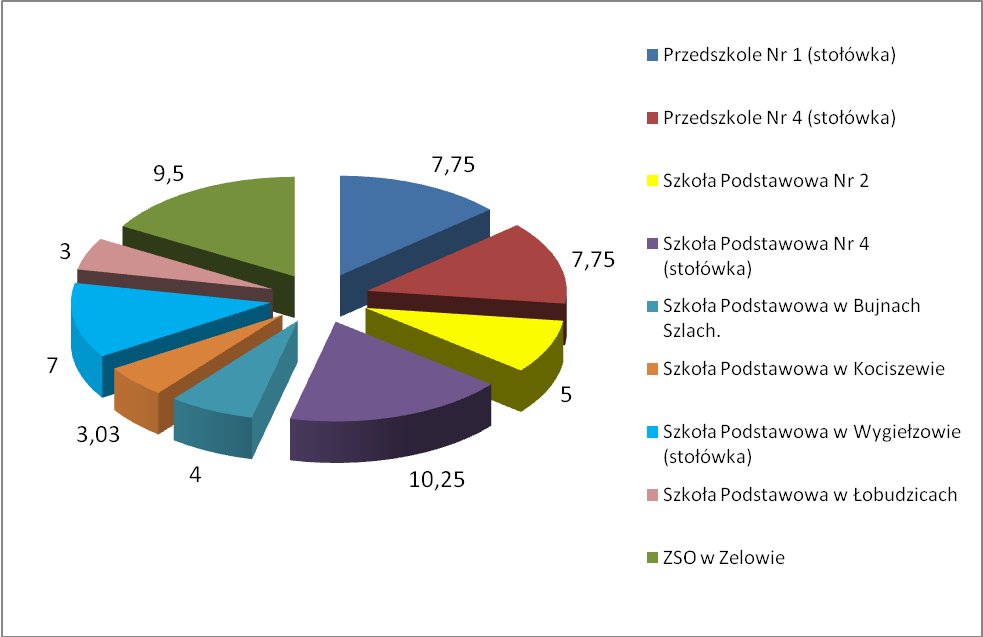 7,75
7,75
5
10,25
4
3,03
7
3
9,5
Przedszkole Nr 1 (stołówka)
Przedszkole Nr 4 (stołówka)
Szkoła Podstawowa Nr 2
Szkoła Podstawowa Nr 4
(stołówka)
Szkoła Podstawowa w Bujnach
Szlach.
Szkoła Podstawowa w Kociszewie
Szkoła Podstawowa w Wygiełzowie
(stołówka)
Szkoła Podstawowa w Łobudzicach
ZSO w Zelowie